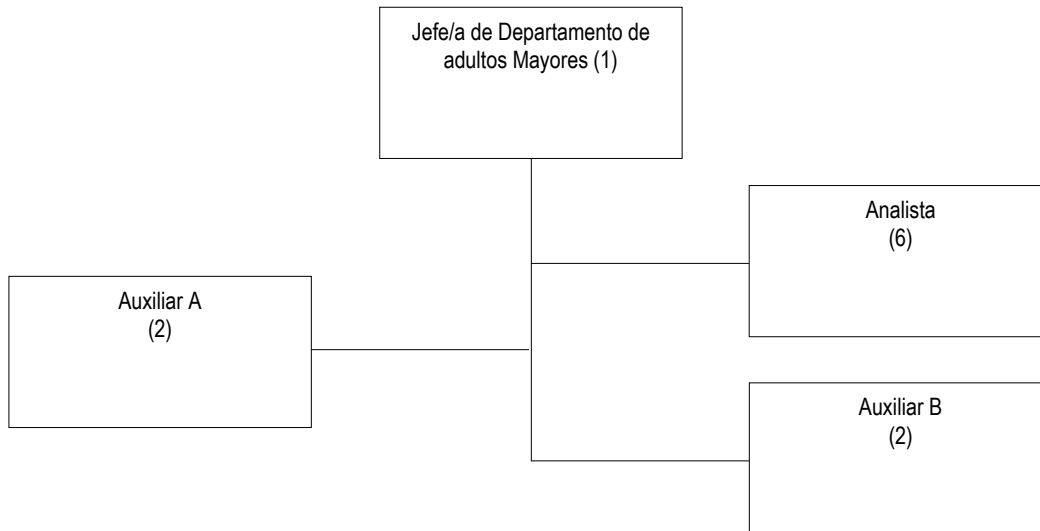 Jefe/a de Departamento de
adultos Mayores (1)
Analista
(6)
Auxiliar A
(2)
Auxiliar B
(2)